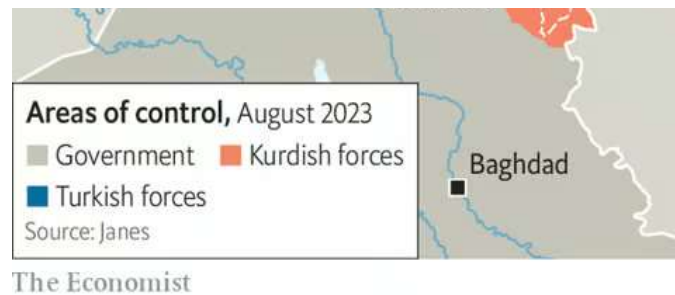 Areas of control, August 2023
Government Kurdish forces
Turkish forces
Source: Janes
Baghdad
The Economist